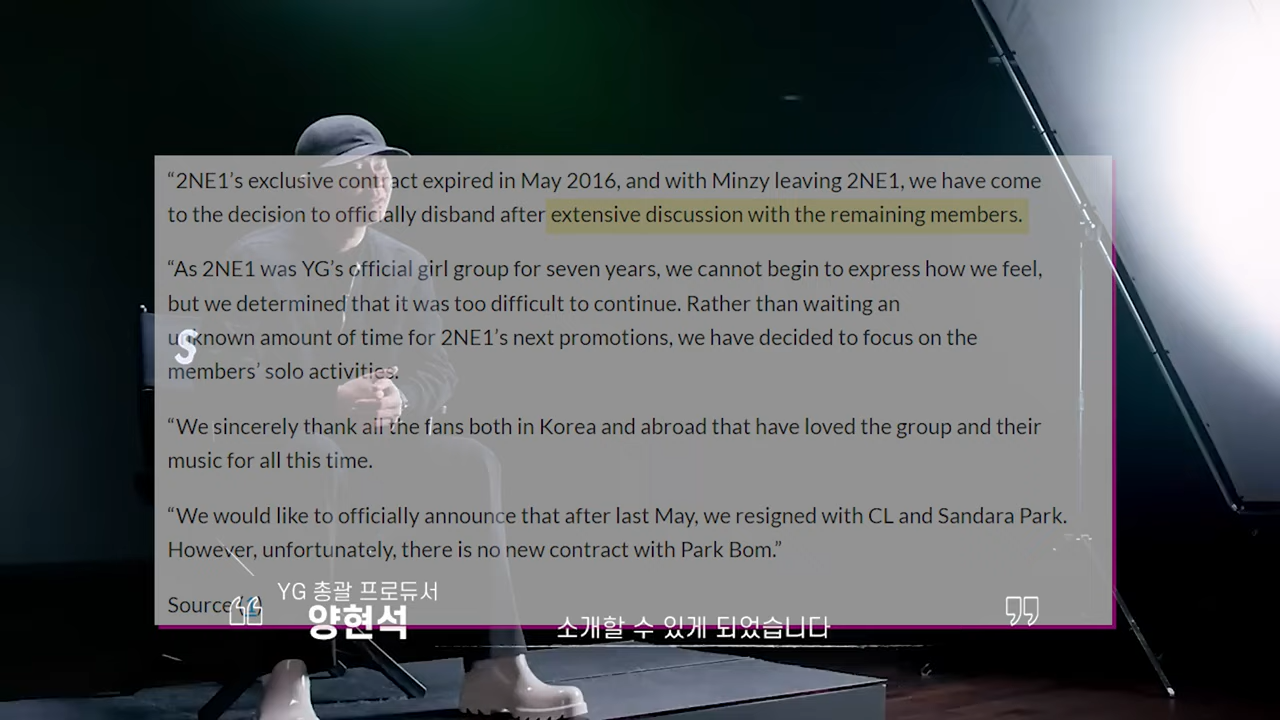 “2NE1’s exclusive contract expired in May 2016, and with Minzy leaving 2NE1, we have come
to the decision to officially disband after extensive discussion with the remaining members.
“As 2NE1 was YG’s official girl group for seven years, we cannot begin to express how we feel,
but we determined that it was too difficult to continue. Rather than waiting an
unknown amount of time for 2NE1’s next promotions, we have decided to focus on the
members’ solo activities.
“We sincerely thank all the fans both in Korea and abroad that have loved the group and their
music for all this time.
“We would like to officially announce that after last May, we resigned with CL and Sandara Park.
However, unfortunately, there is no new contract with Park Bom.”
Source
S
YG 총괄 프로듀서
양현석
소개할 수 있게 되었습니다